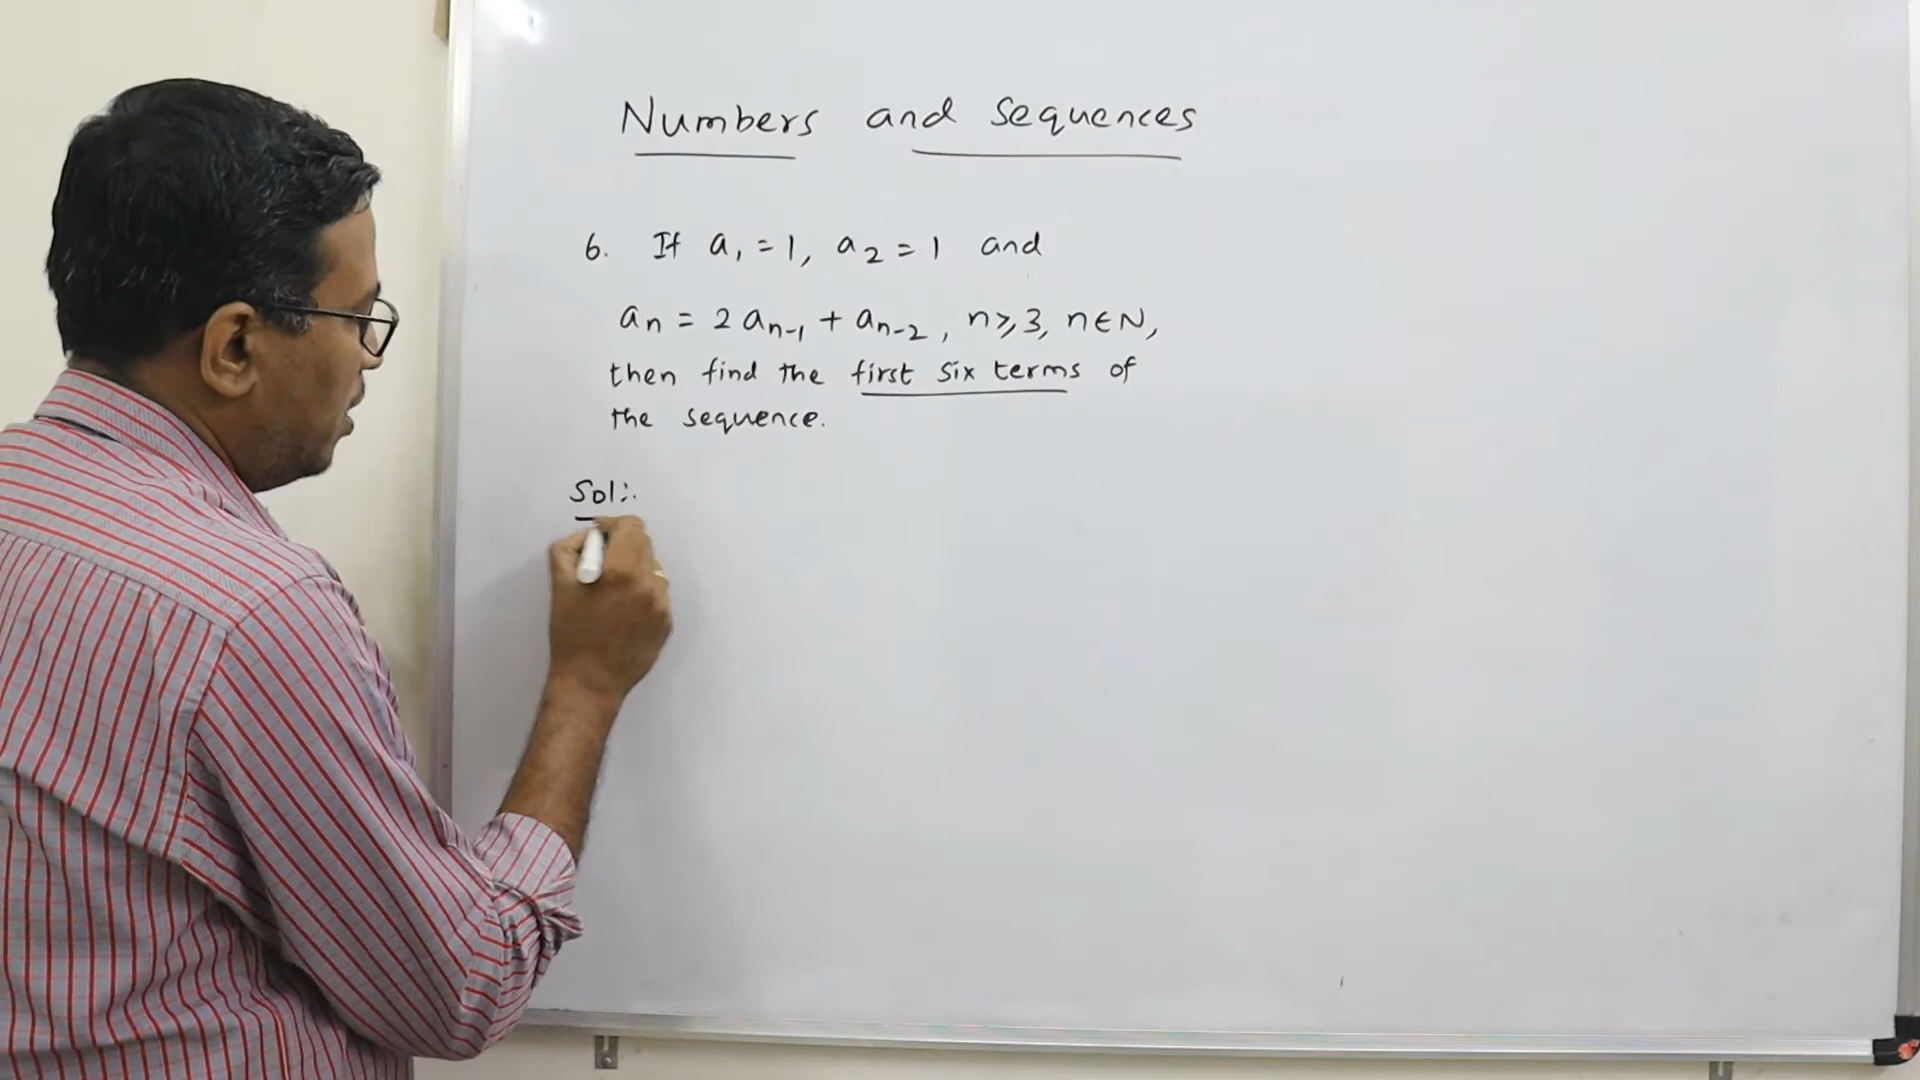 Numbers and Sequences
6. If a₁ = 1, a₂ = 1 and
aₙ = 2aₙ₋₁ + aₙ₋₂, n ≥ 3, n ∈ N,
then find the first six terms of
the sequence.
Sol:.